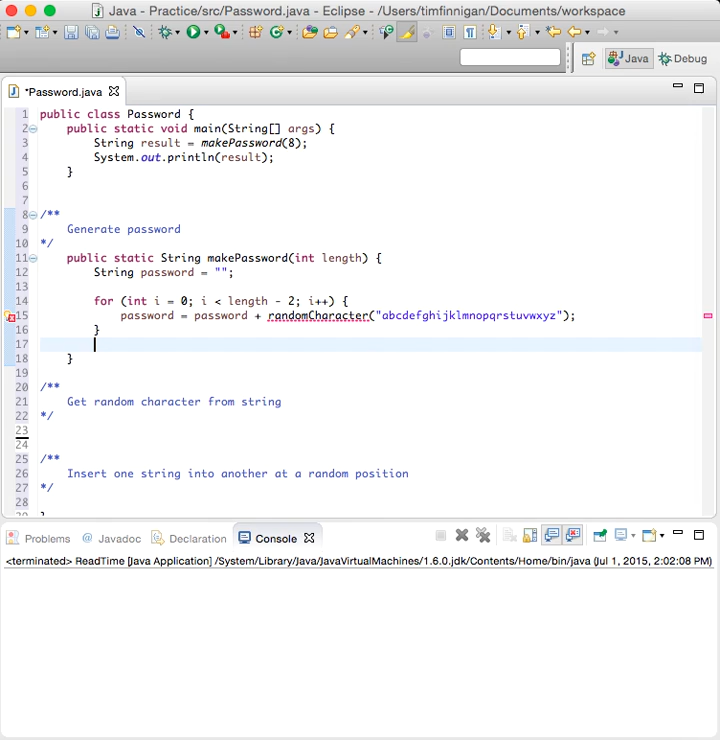 Java - Practice/src/Password.java - Eclipse - /Users/timfinnigan/Documents/workspace
Java Debug
*Password.java
1 public class Password {
2 public static void main(String[] args) {
3 String result = makePassword(8);
4 System.out.println(result);
5 }
6
7
8 /**
9 Generate password
10 */
11 public static String makePassword(int length) {
12 String password = "";
13
14 for (int i = 0; i < length - 2; i++) {
15 password = password + randomCharacter("abcdefghijklmnopqrstuvwxyz");
16 }
17
18 }
19
20 /**
21 Get random character from string
22 */
23
24
25 /**
26 Insert one string into another at a random position
27 */
28
Problems @ Javadoc Declaration Console
<terminated> ReadTime [Java Application] /System/Library/Java/JavaVirtualMachines/1.6.0.jdk/Contents/Home/bin/java (Jul 1, 2015, 2:02:08 PM)